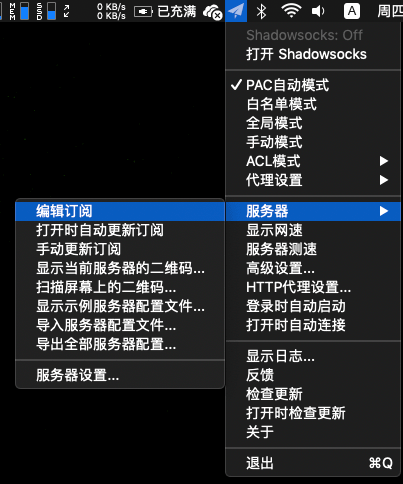 MEM SSD 0 KB/s 已充满 A 周四
0 KB/s
Shadowsocks: Off
打开 Shadowsocks
✓ PAC自动模式
白名单模式
全局模式
手动模式
ACL模式
代理设置
服务器
显示网速
服务器测速
高级设置...
HTTP代理设置...
登录时自动启动
打开时自动连接
显示日志...
反馈
检查更新
打开时检查更新
关于
退出 ⌘Q
编辑订阅
打开时自动更新订阅
手动更新订阅
显示当前服务器的二维码...
扫描屏幕上的二维码...
显示示例服务器配置文件...
导入服务器配置文件...
导出全部服务器配置...
服务器设置...